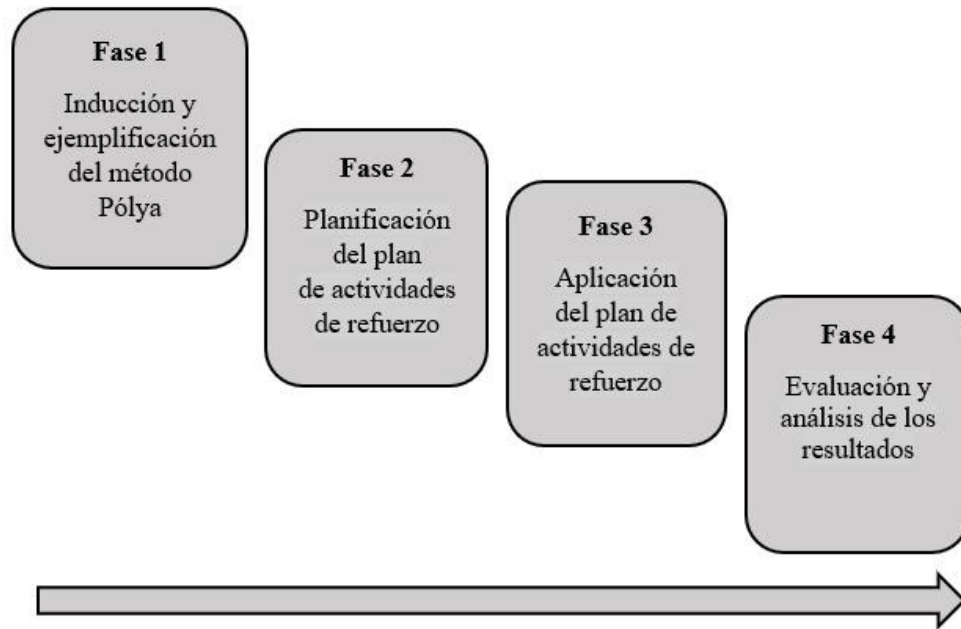 Fase 1
Inducción y
ejemplificación
del método
Pólya
Fase 2
Planificación
del plan
de actividades
de refuerzo
Fase 3
Aplicación
del plan de
actividades de
refuerzo
Fase 4
Evaluación y
análisis de los
resultados